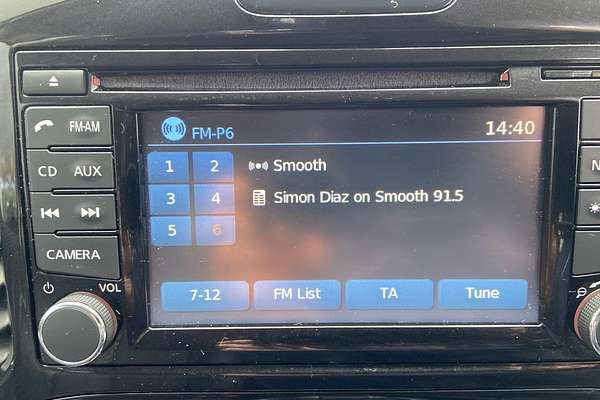 FM-P6
14:40
1 2
Smooth
3 4
Simon Diaz on Smooth 91.5
5 6
7-12 FM List TA Tune
FM-AM
CD AUX
CAMERA
VOL
N